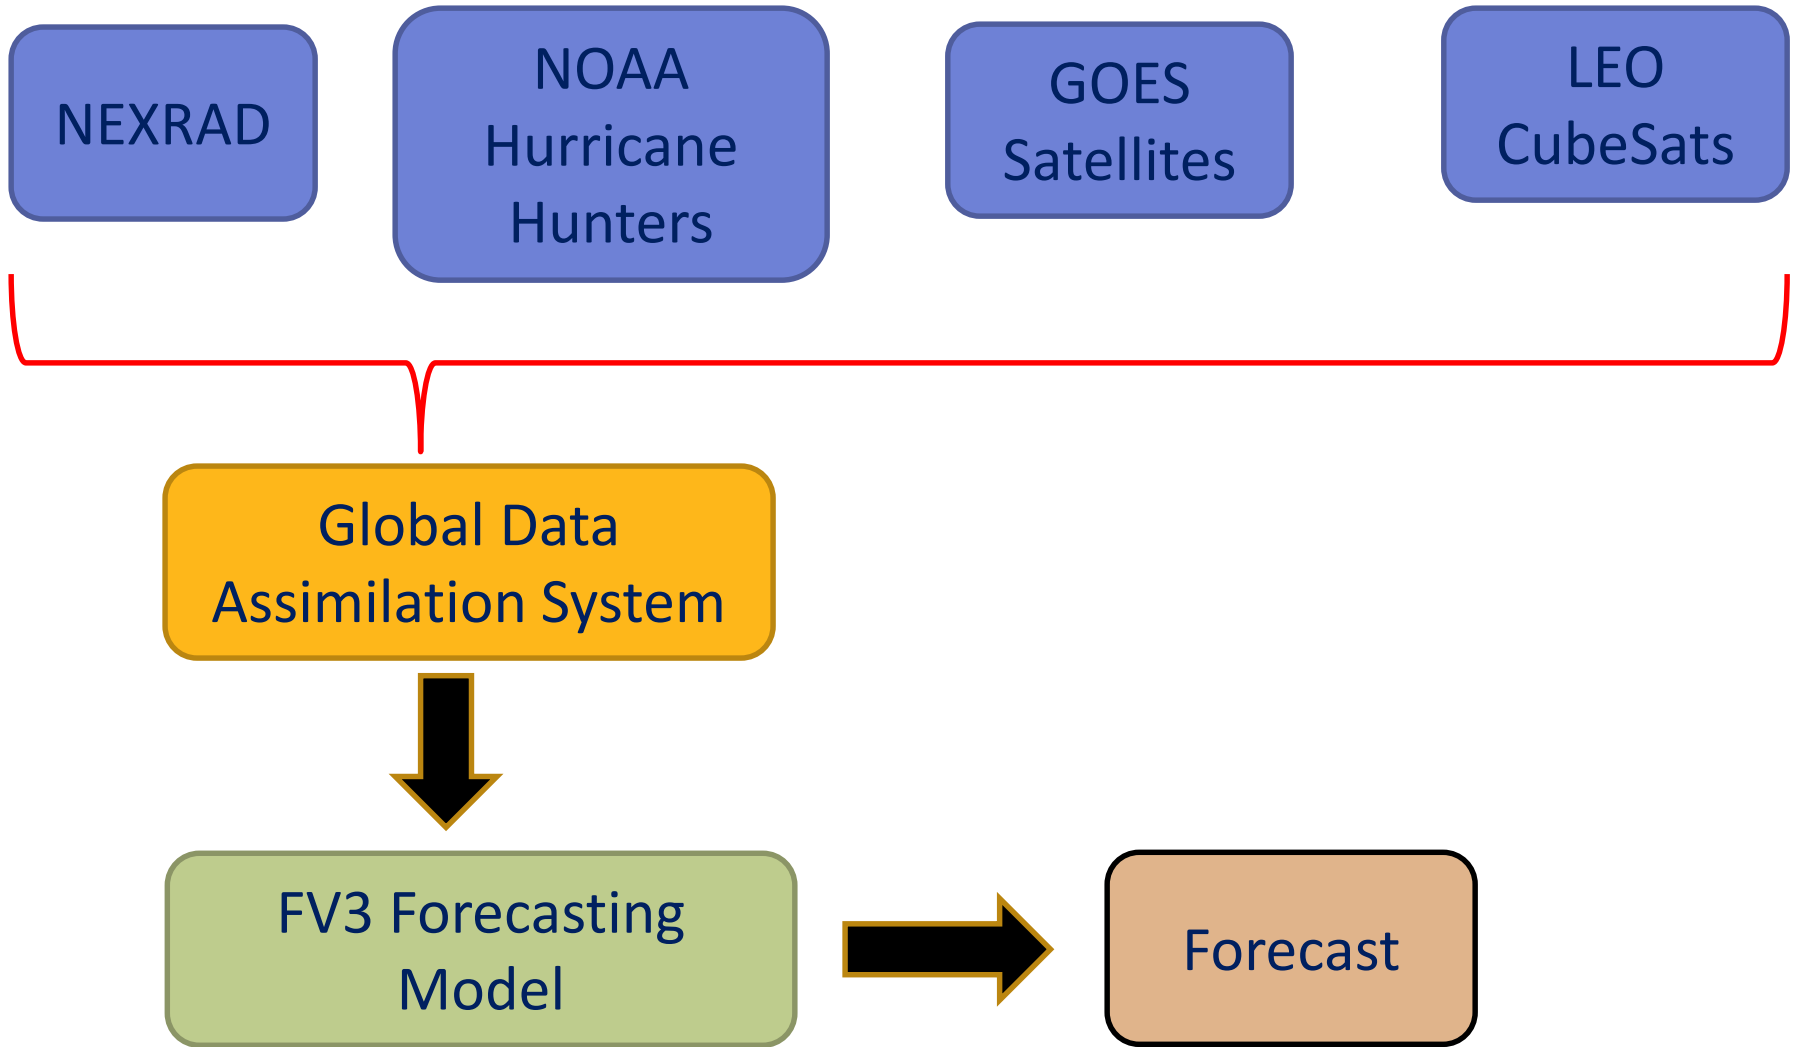 NEXRAD
NOAA
Hurricane
Hunters
GOES
Satellites
LEO
CubeSats
Global Data
Assimilation System
FV3 Forecasting
Model
Forecast